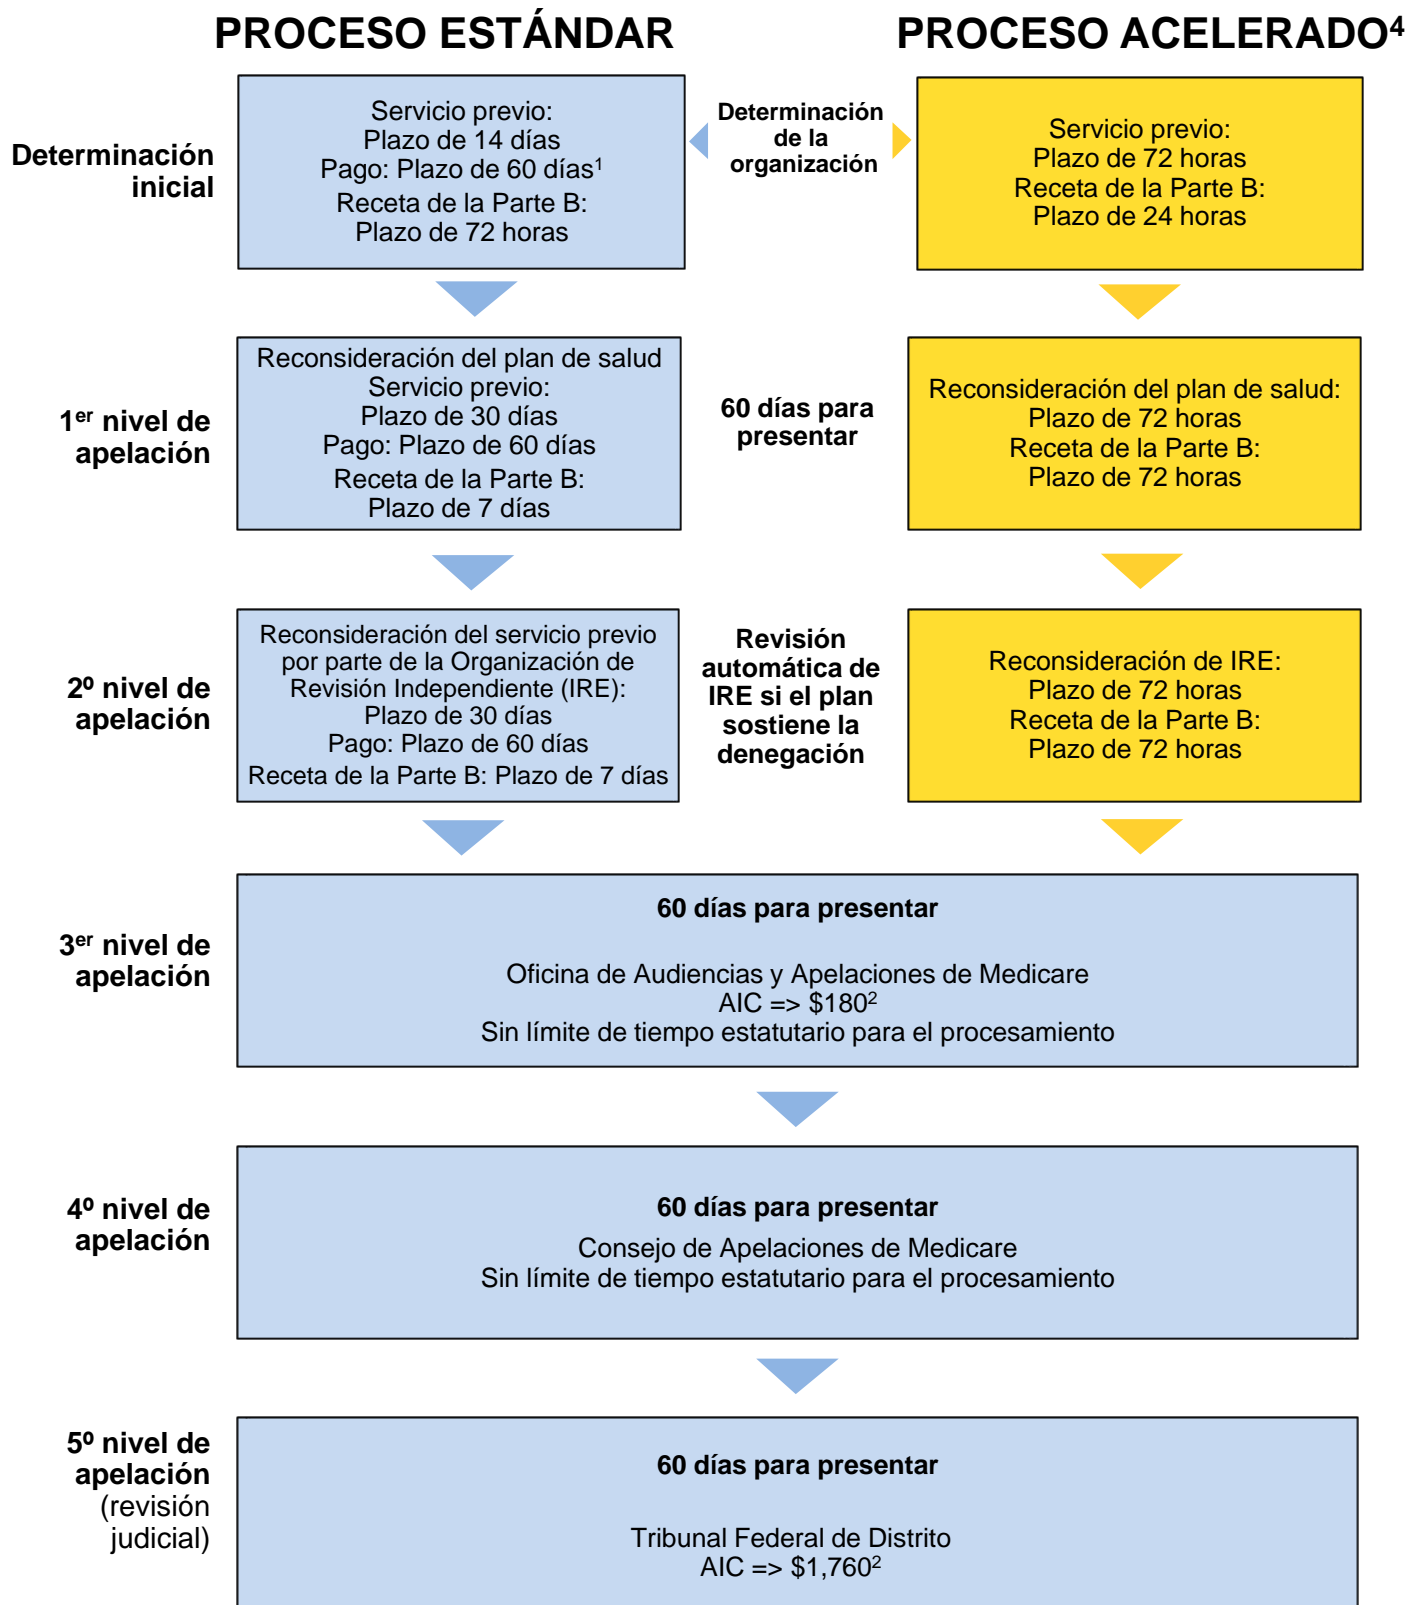 PROCESO ESTÁNDAR
PROCESO ACELERADO⁴
Determinación
inicial
Servicio previo:
Plazo de 14 días
Pago: Plazo de 60 días¹
Receta de la Parte B:
Plazo de 72 horas
Determinación
de la
organización
Servicio previo:
Plazo de 72 horas
Receta de la Parte B:
Plazo de 24 horas
1er nivel de
apelación
Reconsideración del plan de salud
Servicio previo:
Plazo de 30 días
Pago: Plazo de 60 días
Receta de la Parte B:
Plazo de 7 días
60 días para
presentar
Reconsideración del plan de salud:
Plazo de 72 horas
Receta de la Parte B:
Plazo de 72 horas
2º nivel de
apelación
Reconsideración del servicio previo
por parte de la Organización de
Revisión Independiente (IRE):
Plazo de 30 días
Pago: Plazo de 60 días
Receta de la Parte B: Plazo de 7 días
Revisión
automática de
IRE si el plan
sostiene la
denegación
Reconsideración de IRE:
Plazo de 72 horas
Receta de la Parte B:
Plazo de 72 horas
3er nivel de
apelación
60 días para presentar
Oficina de Audiencias y Apelaciones de Medicare
AIC => $180²
Sin límite de tiempo estatutario para el procesamiento
4º nivel de
apelación
60 días para presentar
Consejo de Apelaciones de Medicare
Sin límite de tiempo estatutario para el procesamiento
5º nivel de
apelación
(revisión
judicial)
60 días para presentar
Tribunal Federal de Distrito
AIC => $1,760²